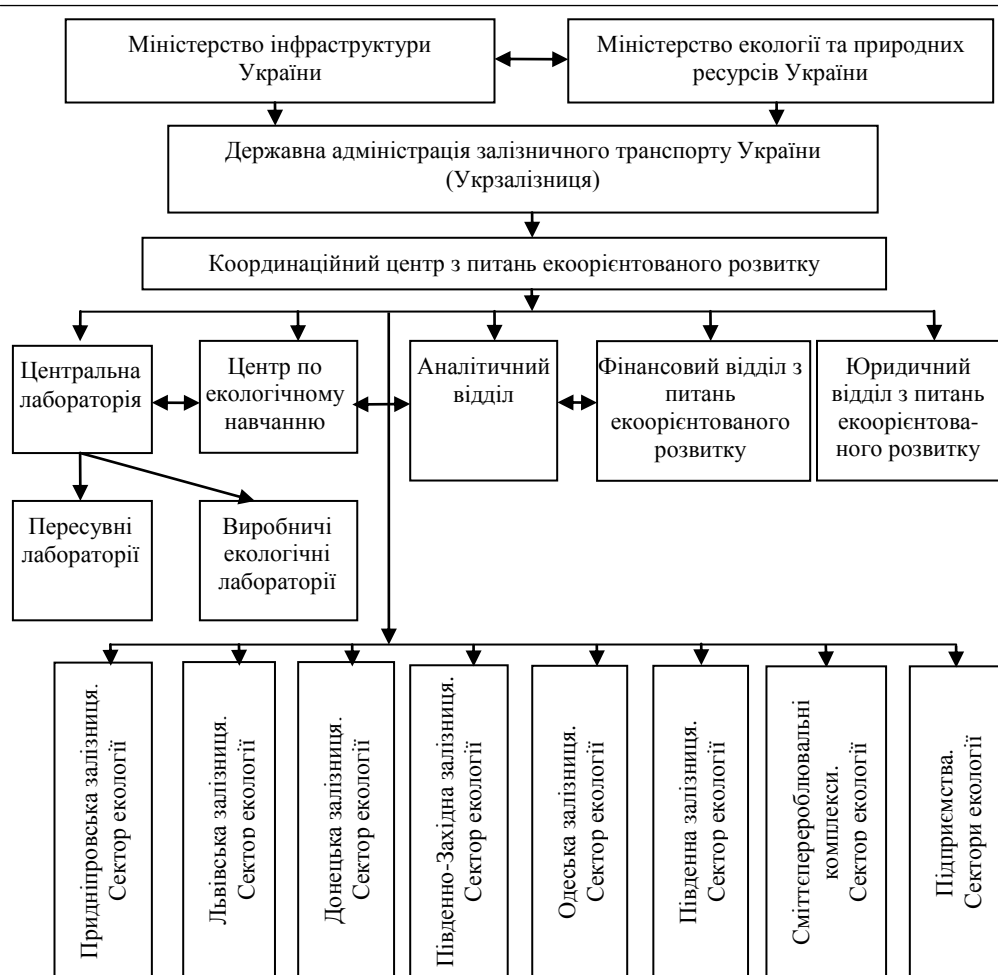 Міністерство інфраструктури
України
Міністерство екології та природних
ресурсів України
Державна адміністрація залізничного транспорту України
(Укрзалізниця)
Координаційний центр з питань екоорієнтованого розвитку
Центральна
лабораторія
Центр по
екологічному
навчанню
Аналітичний
відділ
Фінансовий відділ з
питань
екоорієнтованого
розвитку
Юридичний
відділ з питань
екоорієнтова-
ного розвитку
Пересувні
лабораторії
Виробничі
екологічні
лабораторії
Придніпровська залізниця.
Сектор екології
Львівська залізниця.
Сектор екології
Донецька залізниця.
Сектор екології
Південно-Західна залізниця.
Сектор екології
Одеська залізниця.
Сектор екології
Південна залізниця.
Сектор екології
Сміттєперероблювальні
комплекси.
Сектор екології
Підприємства.
Сектори екології